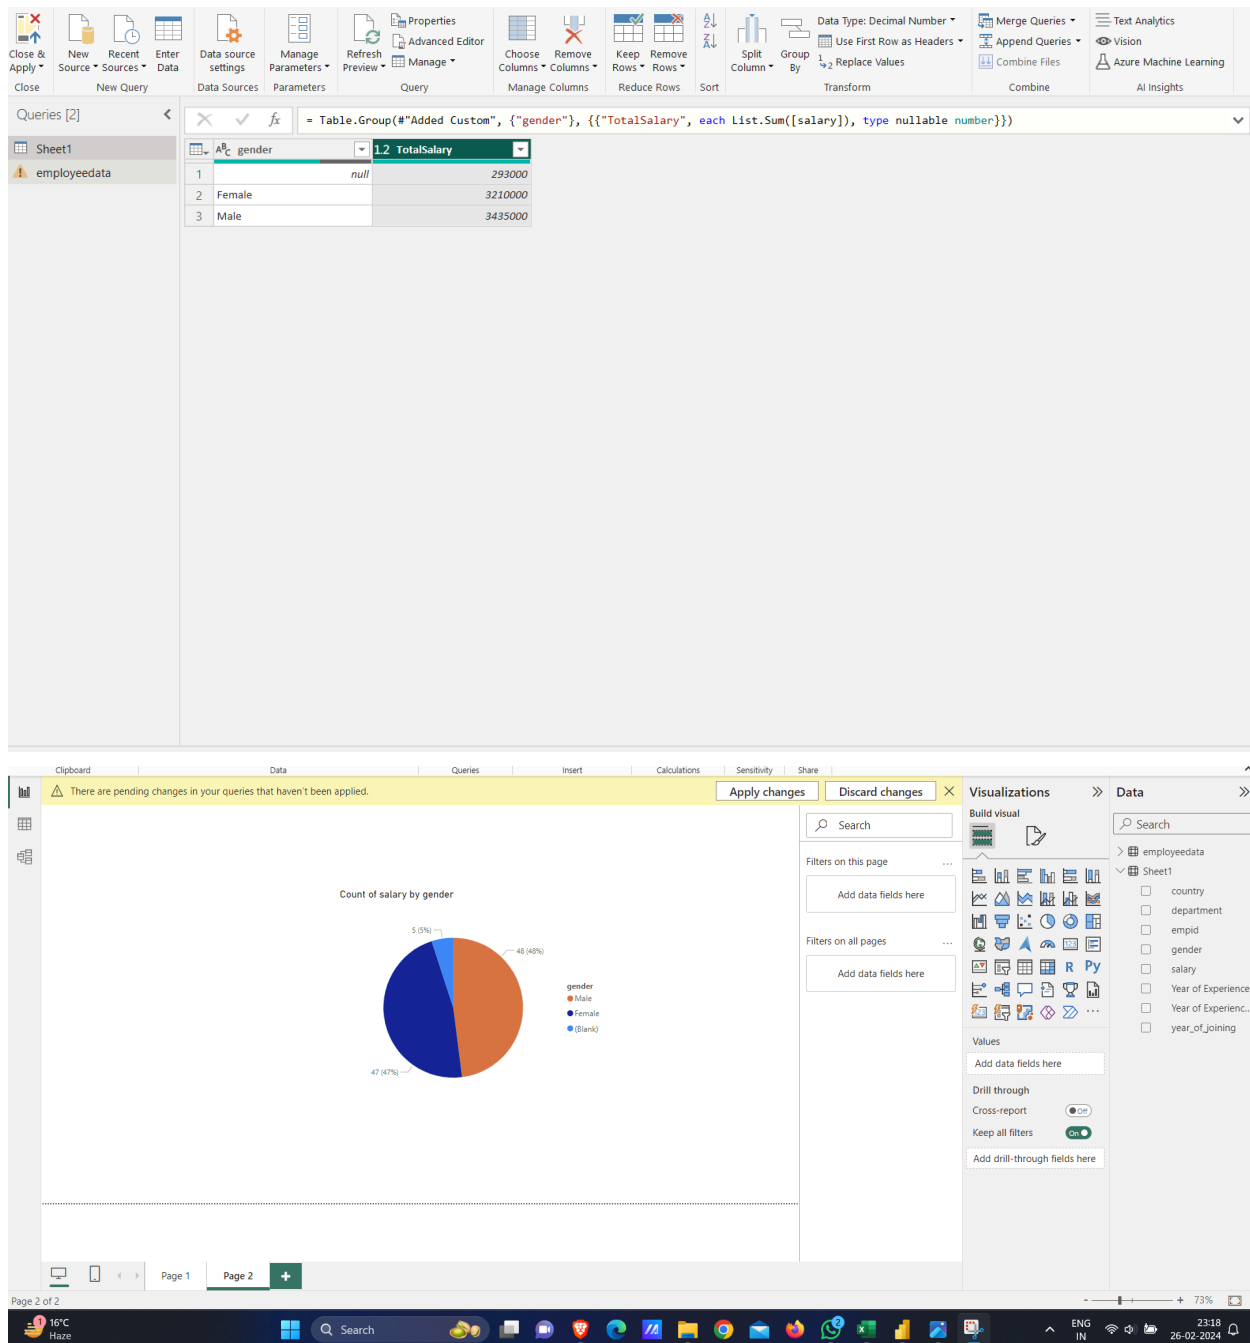 Close & Apply
New Source
Recent Sources
Enter Data
Data source settings
Manage Parameters
Refresh Preview
Properties
Advanced Editor
Manage
Choose Columns
Remove Columns
Keep Rows
Remove Rows
Split Column
Group By
Data Type: Decimal Number
Use First Row as Headers
Replace Values
Merge Queries
Append Queries
Combine Files
Text Analytics
Vision
Azure Machine Learning
Close
New Query
Data Sources
Parameters
Query
Manage Columns
Reduce Rows
Sort
Transform
Combine
AI Insights
Queries [2]
fx
= Table.Group(#"Added Custom", {"gender"}, {{"TotalSalary", each List.Sum([salary]), type nullable number}})
Sheet1
employeedata
ABC gender 1.2 TotalSalary
1 null 293000
2 Female 3210000
3 Male 3435000
Clipboard Data Queries Insert Calculations Sensitivity Share
There are pending changes in your queries that haven't been applied.
Apply changes
Discard changes
Search
Filters on this page ...
Add data fields here
Filters on all pages ...
Add data fields here
Count of salary by gender
5 (5%)
48 (48%)
47 (47%)
gender
Male
Female
(Blank)
Visualizations
Build visual
123
R Py
Values
Add data fields here
Drill through
Cross-report Off
Keep all filters On
Add drill-through fields here
Data
Search
employeedata
Sheet1
country
department
empid
gender
salary
Year of Experience
Year of Experienc...
year_of_joining
Page 1
Page 2
+
Page 2 of 2
- + 73%
1
16°C
Haze
Search
2
ENG
IN
23:18
26-02-2024